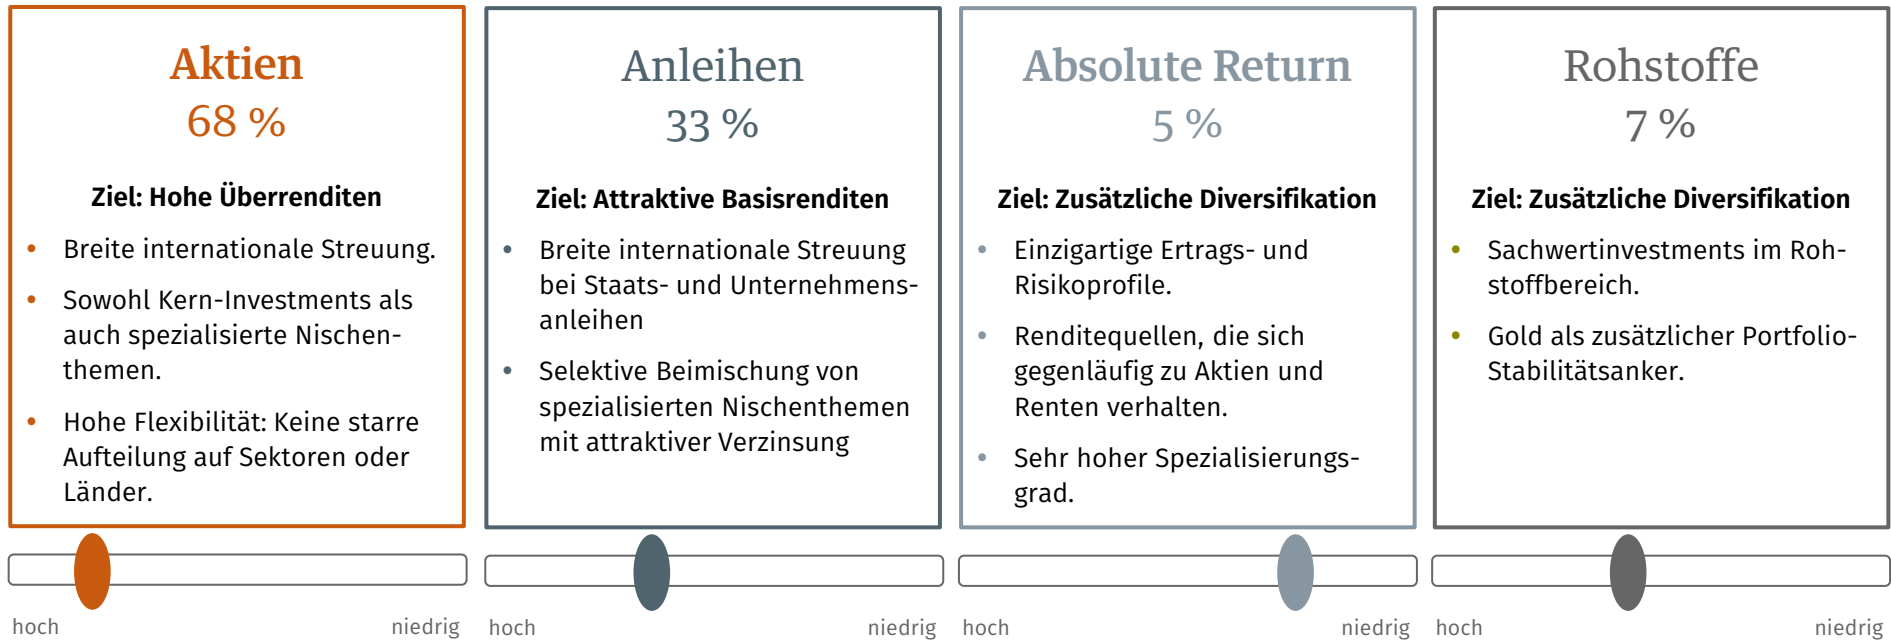 Aktien
68 %
Ziel: Hohe Überrenditen
• Breite internationale Streuung.
• Sowohl Kern-Investments als
auch spezialisierte Nischen-
themen.
• Hohe Flexibilität: Keine starre
Aufteilung auf Sektoren oder
Länder.
hoch niedrig
Anleihen
33 %
Ziel: Attraktive Basisrenditen
• Breite internationale Streuung
bei Staats- und Unternehmens-
anleihen
• Selektive Beimischung von
spezialisierten Nischenthemen
mit attraktiver Verzinsung
hoch niedrig
Absolute Return
5 %
Ziel: Zusätzliche Diversifikation
• Einzigartige Ertrags- und
Risikoprofile.
• Renditequellen, die sich
gegenläufig zu Aktien und
Renten verhalten.
• Sehr hoher Spezialisierungs-
grad.
hoch niedrig
Rohstoffe
7 %
Ziel: Zusätzliche Diversifikation
• Sachwertinvestments im Roh-
stoffbereich.
• Gold als zusätzlicher Portfolio-
Stabilitätsanker.
hoch niedrig